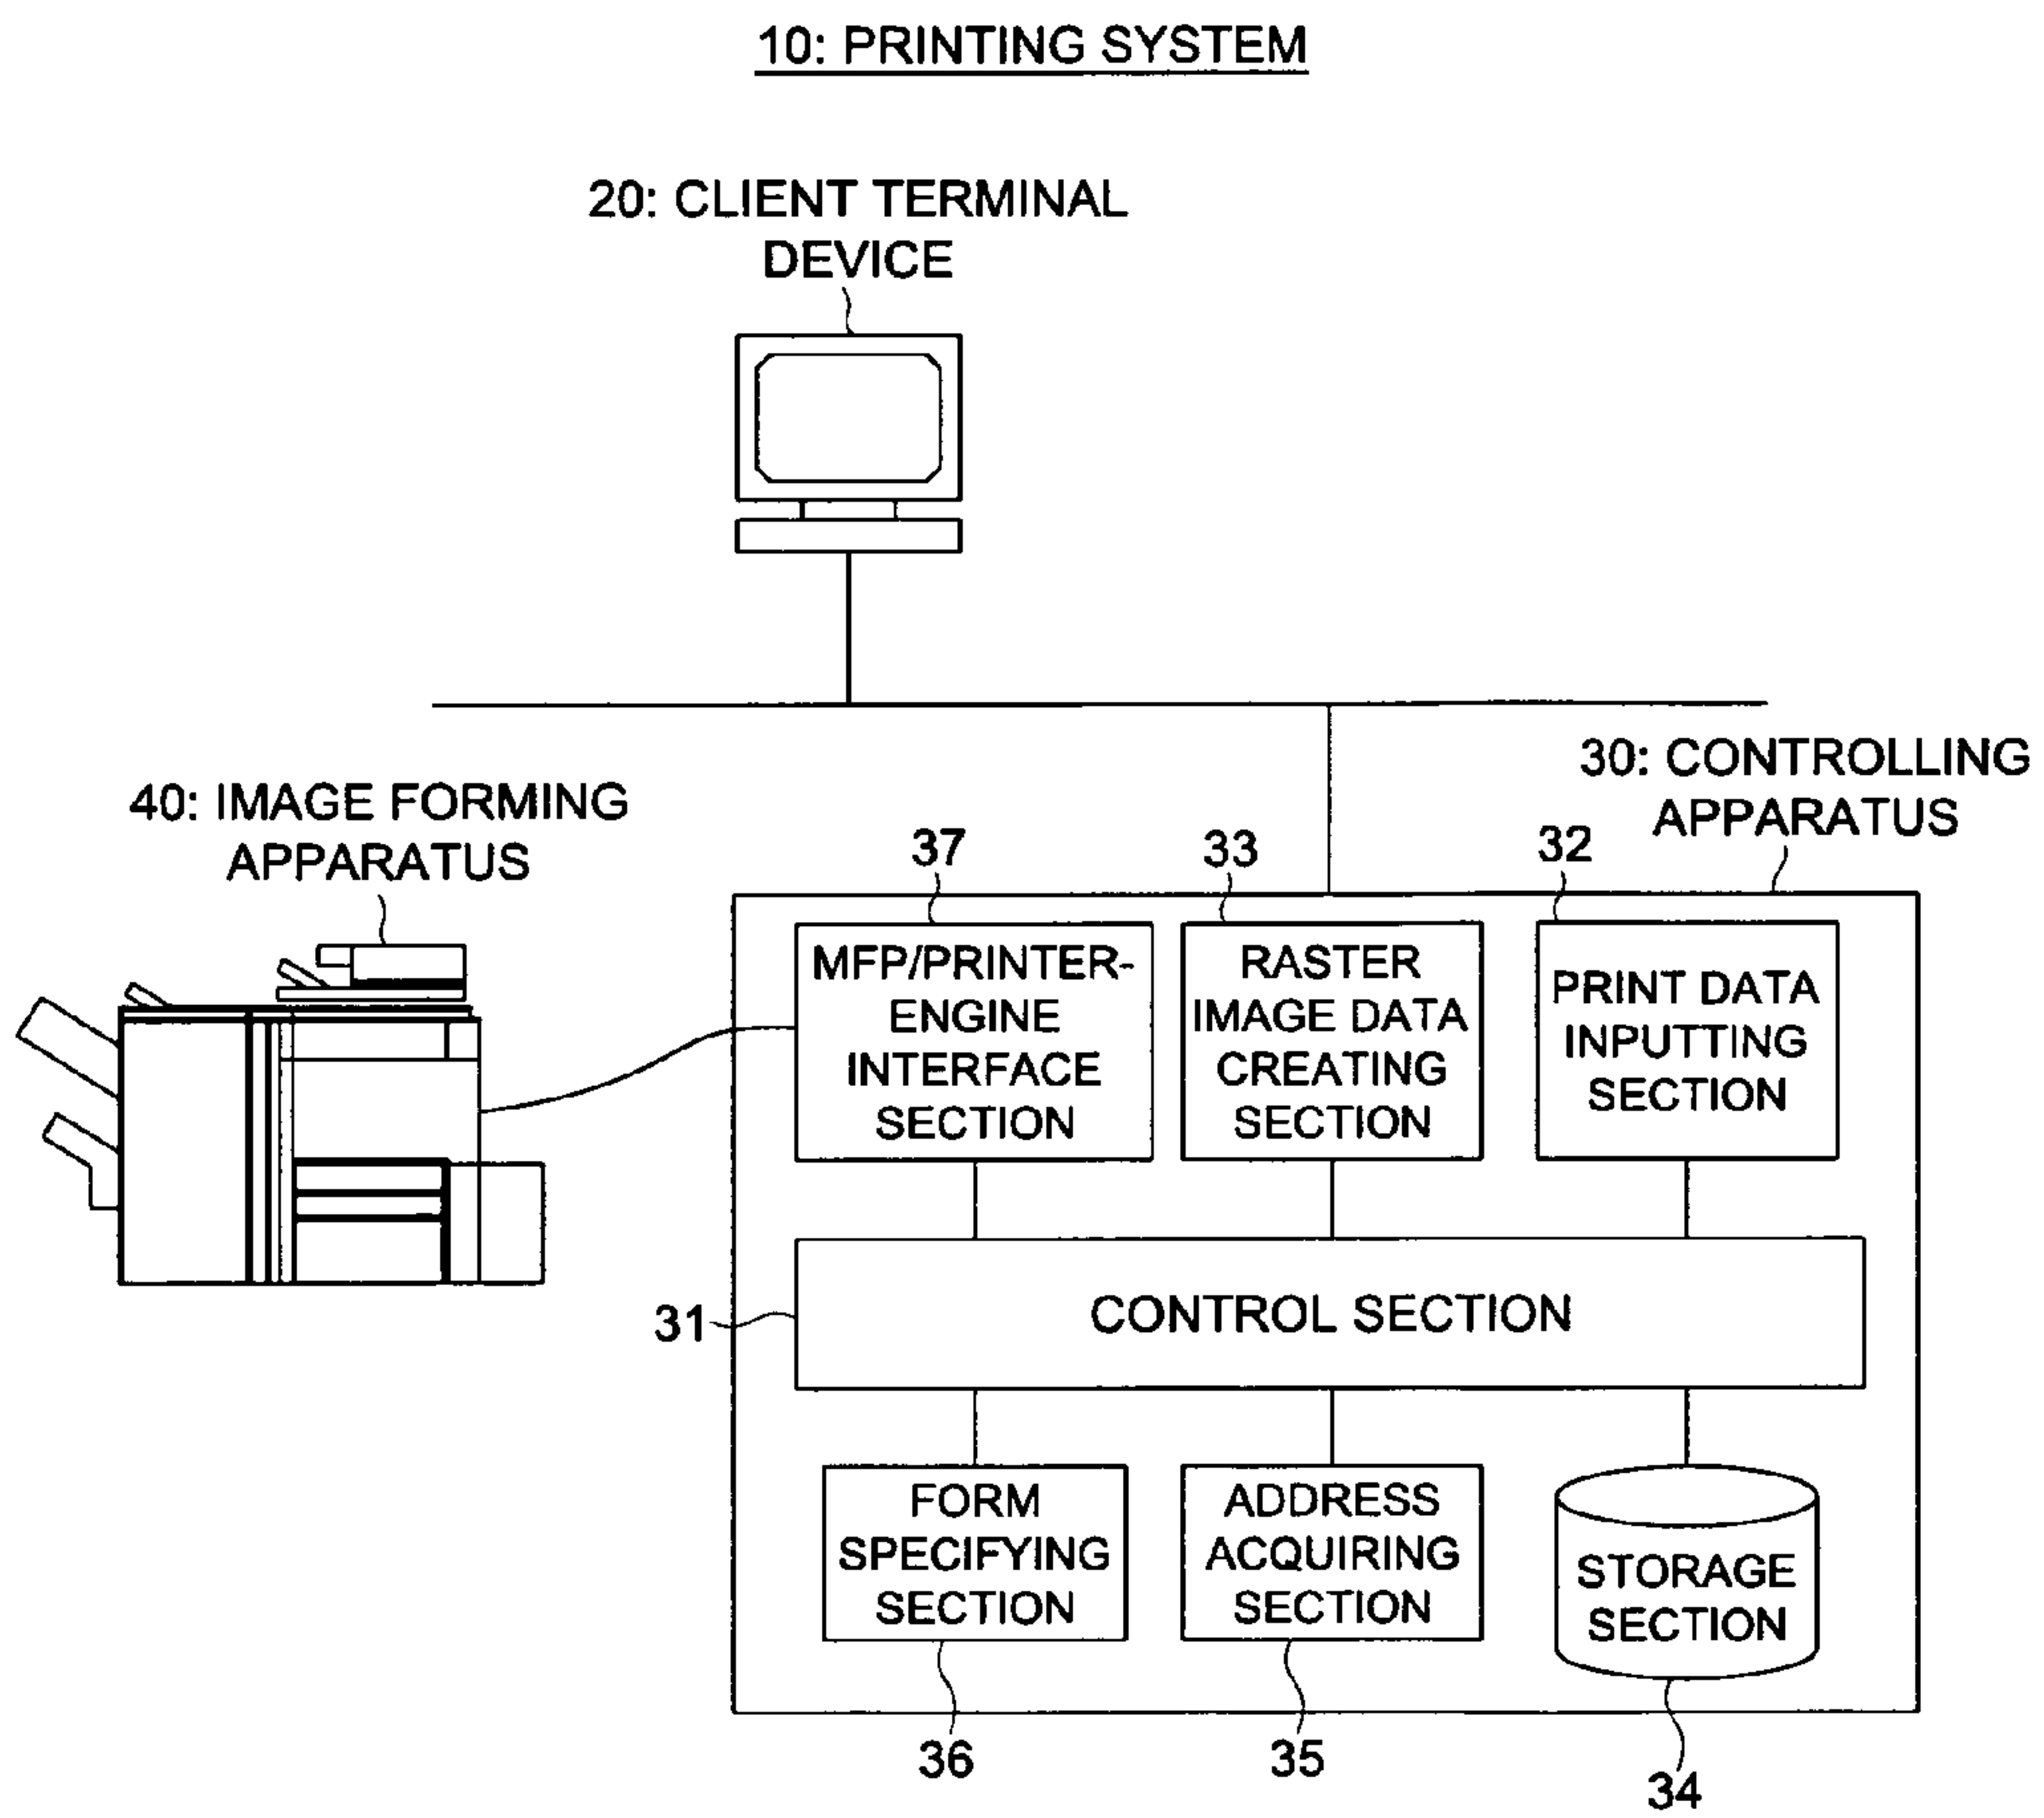 10: PRINTING SYSTEM
20: CLIENT TERMINAL
DEVICE
30: CONTROLLING
APPARATUS
40: IMAGE FORMING
APPARATUS
37
33
32
MFP/PRINTER-
ENGINE
INTERFACE
SECTION
RASTER
IMAGE DATA
CREATING
SECTION
PRINT DATA
INPUTTING
SECTION
31
CONTROL SECTION
FORM
SPECIFYING
SECTION
ADDRESS
ACQUIRING
SECTION
STORAGE
SECTION
36
35
34